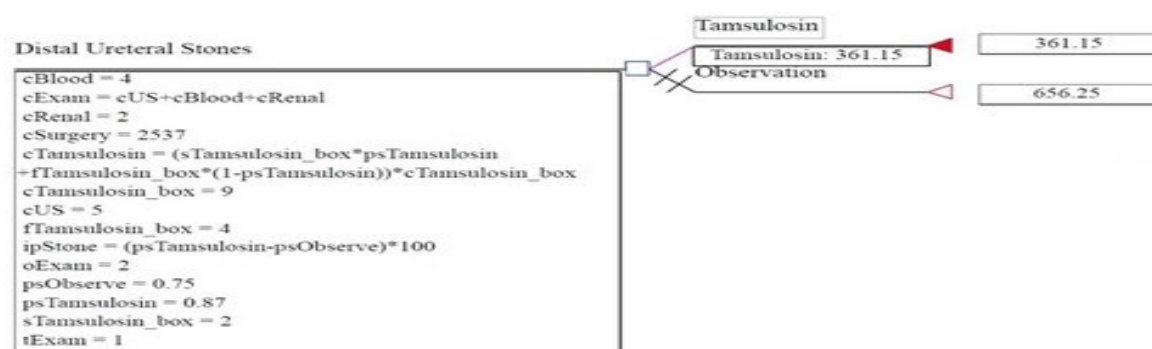 Distal Ureteral Stones
cBlood = 4
cExam = cUS+cBlood+cRenal
cRenal = 2
cSurgery = 2537
cTamsulosin = (sTamsulosin_box*psTamsulosin
+fTamsulosin_box*(1-psTamsulosin))*cTamsulosin_box
cTamsulosin_box = 9
cUS = 5
fTamsulosin_box = 4
ipStone = (psTamsulosin-psObserve)*100
oExam = 2
psObserve = 0.75
psTamsulosin = 0.87
sTamsulosin_box = 2
tExam = 1
Tamsulosin
Tamsulosin: 361.15
361.15
Observation
656.25